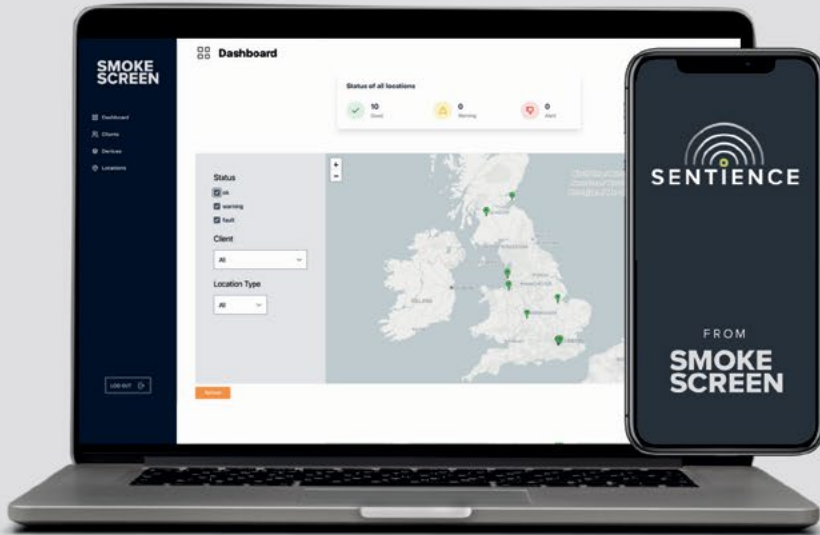 SMOKE
SCREEN
Dashboard
Clients
Devices
Locations
LOG OUT
Dashboard
Status of all locations
10
Good
0
Warning
0
Alert
Status
ok
warning
fault
Client
All
Location Type
All
+
−
SENTIENCE
FROM
SMOKE
SCREEN